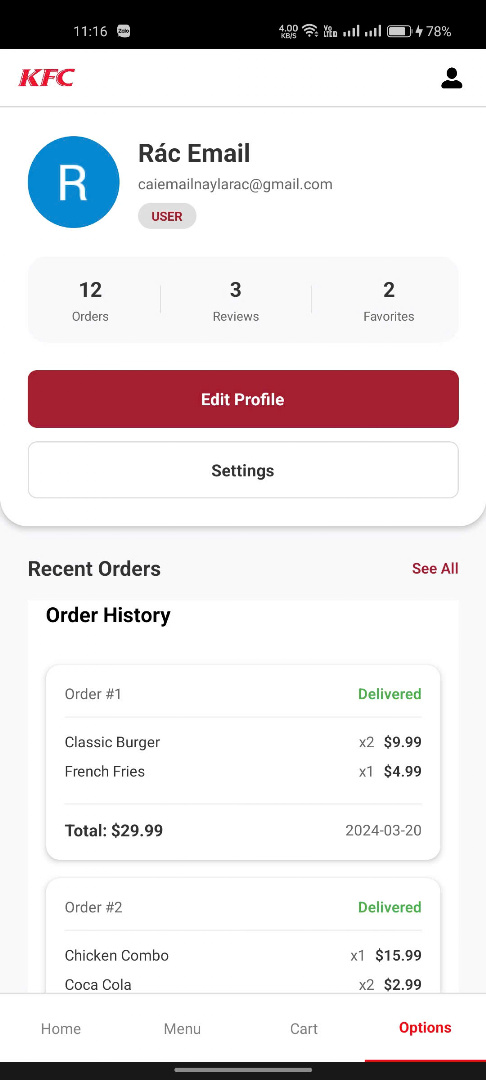 11:16 Zalo 4.00 KB/S 78%
KFC
R
Rác Email
caiemailnaylarac@gmail.com
USER
12 3 2
Orders Reviews Favorites
Edit Profile
Settings
Recent Orders See All
Order History
Order #1 Delivered
Classic Burger x2 $9.99
French Fries x1 $4.99
Total: $29.99 2024-03-20
Order #2 Delivered
Chicken Combo x1 $15.99
Coca Cola x2 $2.99
Home Menu Cart Options